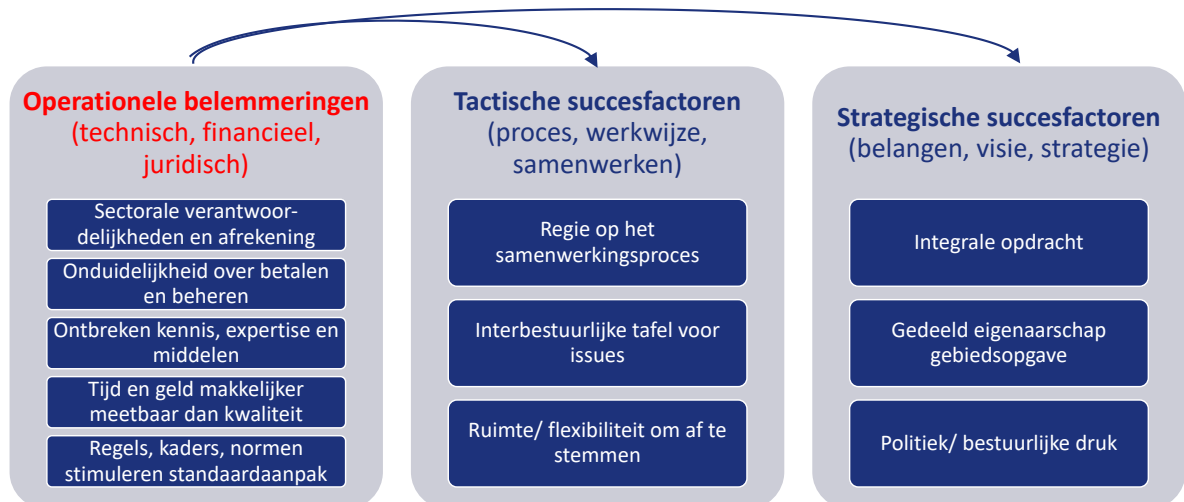 Operationele belemmeringen
(technisch, financieel,
juridisch)
Sectorale verantwoor-
delijkheden en afrekening
Onduidelijkheid over betalen
en beheren
Ontbreken kennis, expertise en
middelen
Tijd en geld makkelijker
meetbaar dan kwaliteit
Regels, kaders, normen
stimuleren standaardaanpak
Tactische succesfactoren
(proces, werkwijze,
samenwerken)
Regie op het
samenwerkingsproces
Interbestuurlijke tafel voor
issues
Ruimte/ flexibiliteit om af te
stemmen
Strategische succesfactoren
(belangen, visie, strategie)
Integrale opdracht
Gedeeld eigenaarschap
gebiedsopgave
Politiek/ bestuurlijke druk